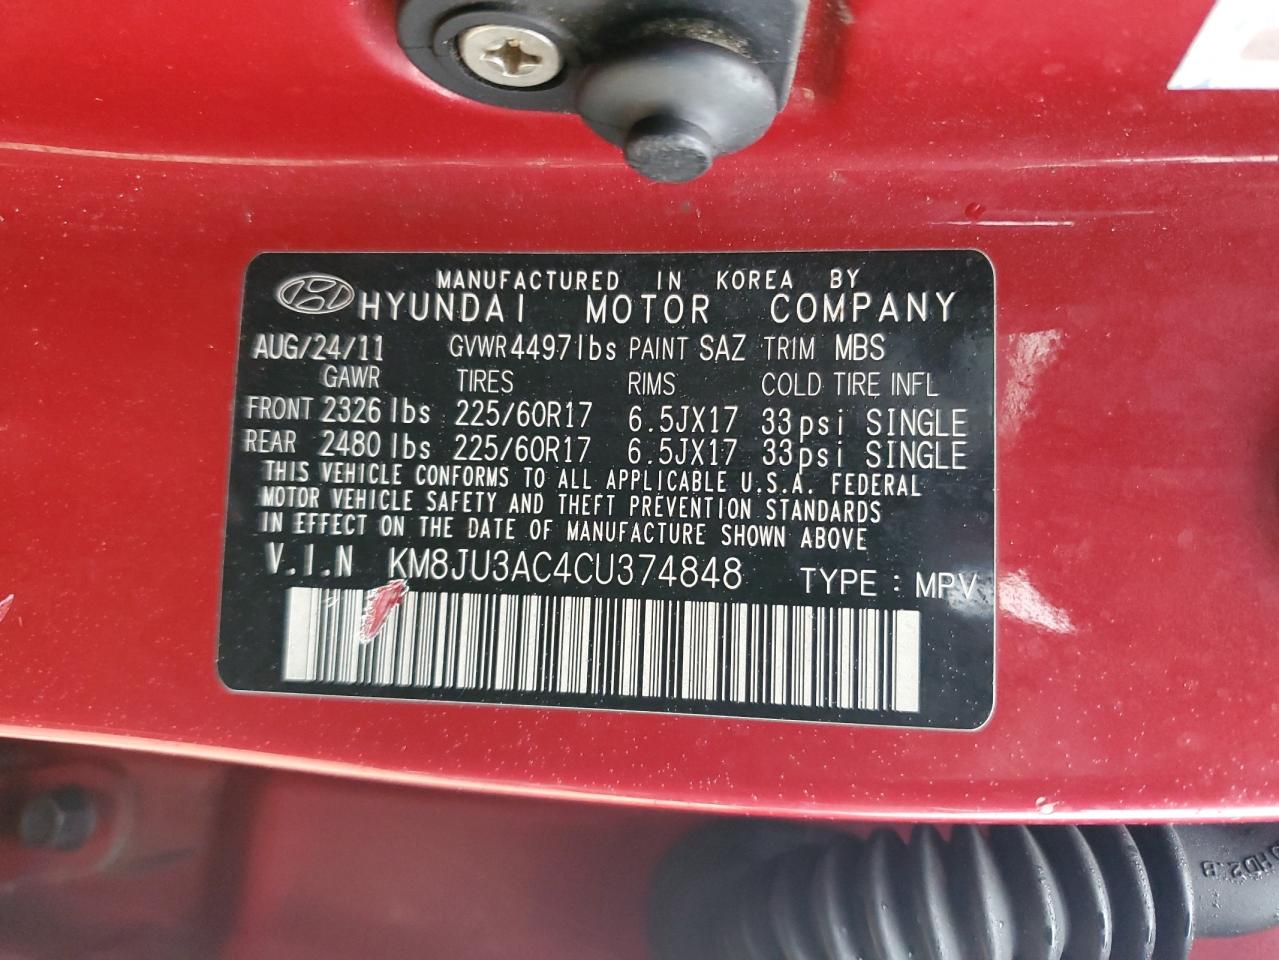 MANUFACTURED IN KOREA BY
HYUNDAI MOTOR COMPANY
AUG/24/11 GVWR 4497lbs PAINT SAZ TRIM MBS
GAWR TIRES RIMS COLD TIRE INFL
FRONT 2326 lbs 225/60R17 6.5JX17 33psi SINGLE
REAR 2480 lbs 225/60R17 6.5JX17 33psi SINGLE
THIS VEHICLE CONFORMS TO ALL APPLICABLE U.S.A. FEDERAL
MOTOR VEHICLE SAFETY AND THEFT PREVENTION STANDARDS
IN EFFECT ON THE DATE OF MANUFACTURE SHOWN ABOVE
V.I.N KM8JU3AC4CU374848 TYPE : MPV